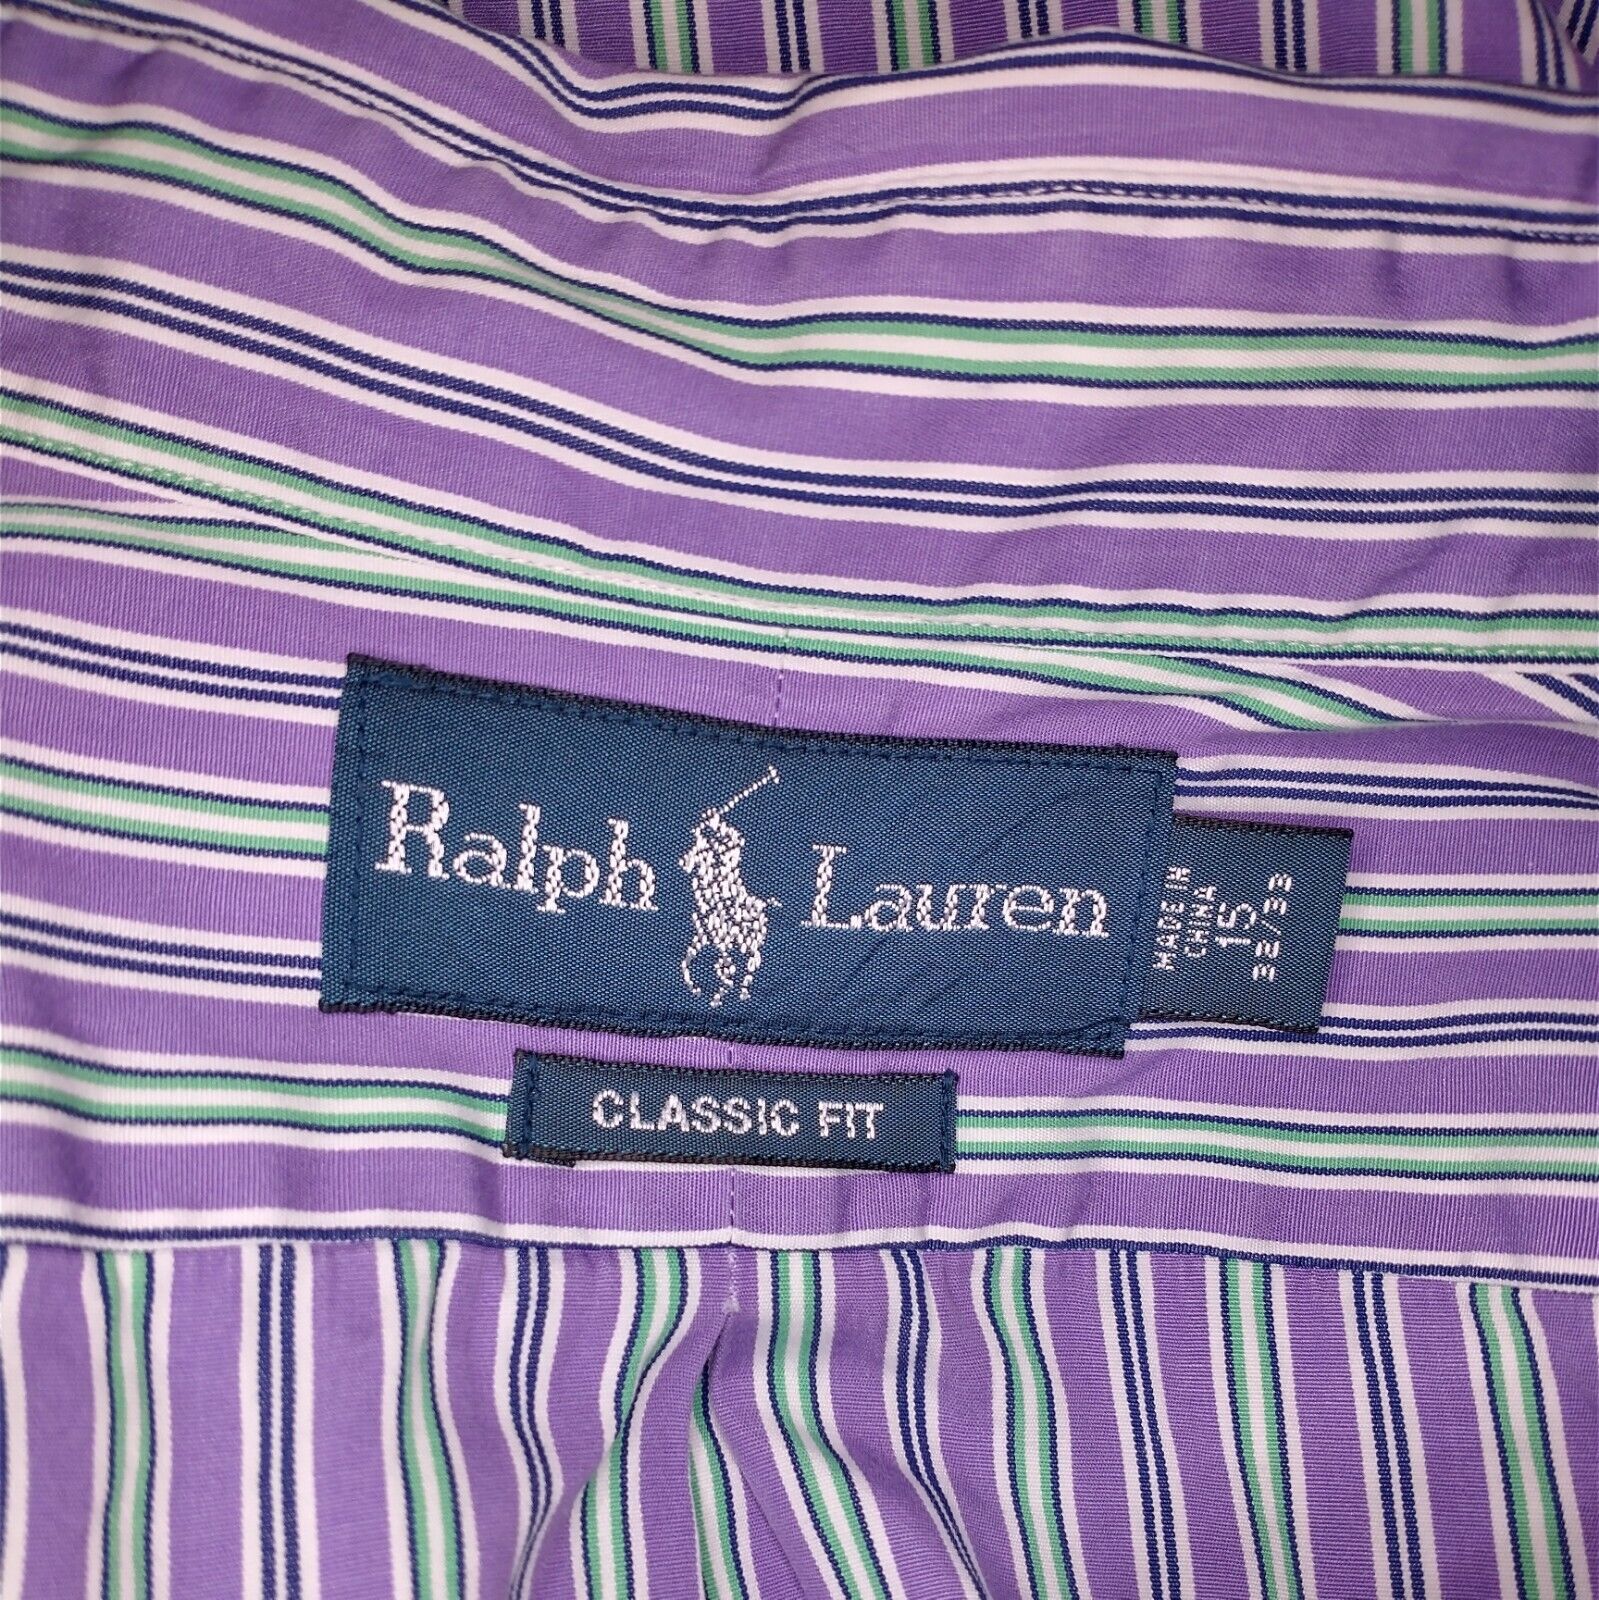 Ralph Lauren
MADE IN
CHINA
15
32/33
CLASSIC FIT